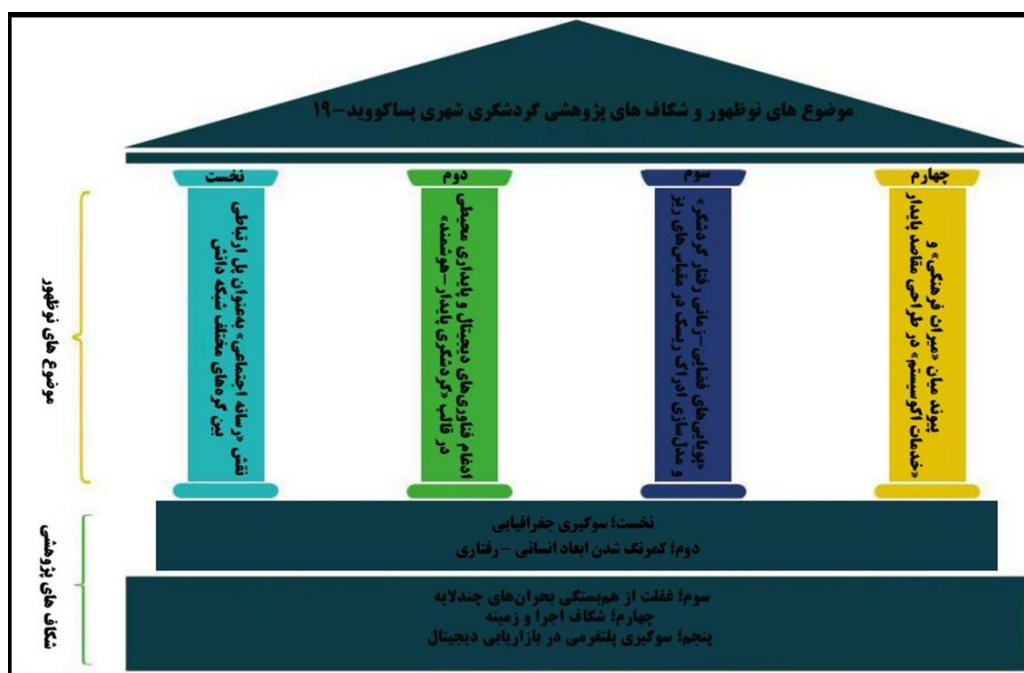 موضوع های نوظهور و شکاف های پژوهشی گردشگری شهری پساکووید-۱۹
نخست
نقش «رسانه اجتماعی» به‌عنوان پل ارتباطی
بین گره‌های مختلف شبکه دانش
دوم
ادغام فناوری‌های دیجیتال و پایداری محیطی
در قالب «گردشگری پایدار-هوشمند»
سوم
«پویایی‌های فضایی-زمانی رفتار گردشگر»
و مدل‌سازی ادراک ریسک در مقیاس‌های ریز
چهارم
پیوند میان «میراث فرهنگی» و
«خدمات اکوسیستم» در طراحی مقاصد پایدار
موضوع های نوظهور
نخست؛ سوگیری جغرافیایی
دوم؛ کمرنگ شدن ابعاد انسانی -رفتاری
سوم؛ غفلت از هم‌بستگی بحران‌های چندلایه
چهارم؛ شکاف اجرا و زمینه
پنجم؛ سوگیری پلتفرمی در بازاریابی دیجیتال
شکاف های پژوهشی